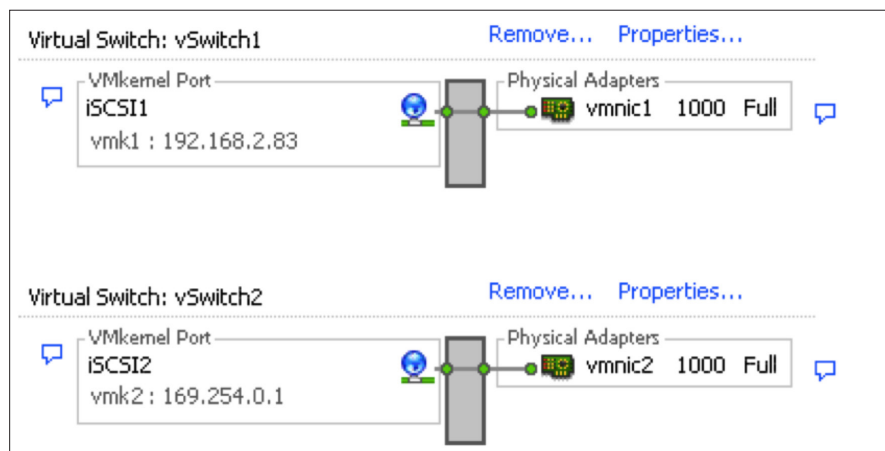 Virtual Switch: vSwitch1 Remove... Properties...
VMkernel Port Physical Adapters
iSCSI1 vmnic1 1000 Full
vmk1 : 192.168.2.83
Virtual Switch: vSwitch2 Remove... Properties...
VMkernel Port Physical Adapters
iSCSI2 vmnic2 1000 Full
vmk2 : 169.254.0.1